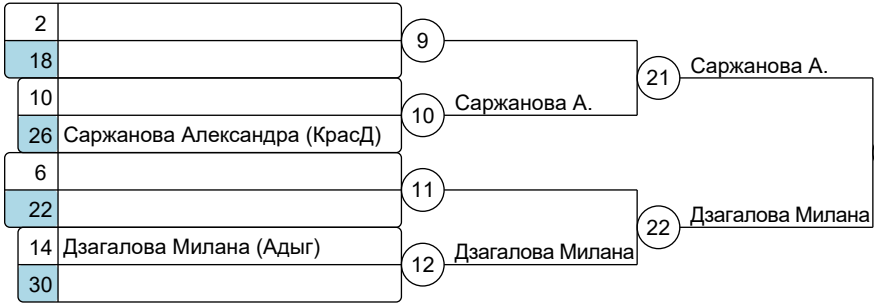 2
9
18
21 Саржанова А.
10
10 Саржанова А.
26 Саржанова Александра (КрасД)
6
11
22
22 Дзагалова Милана
14 Дзагалова Милана (Адыг)
12 Дзагалова Милана
30